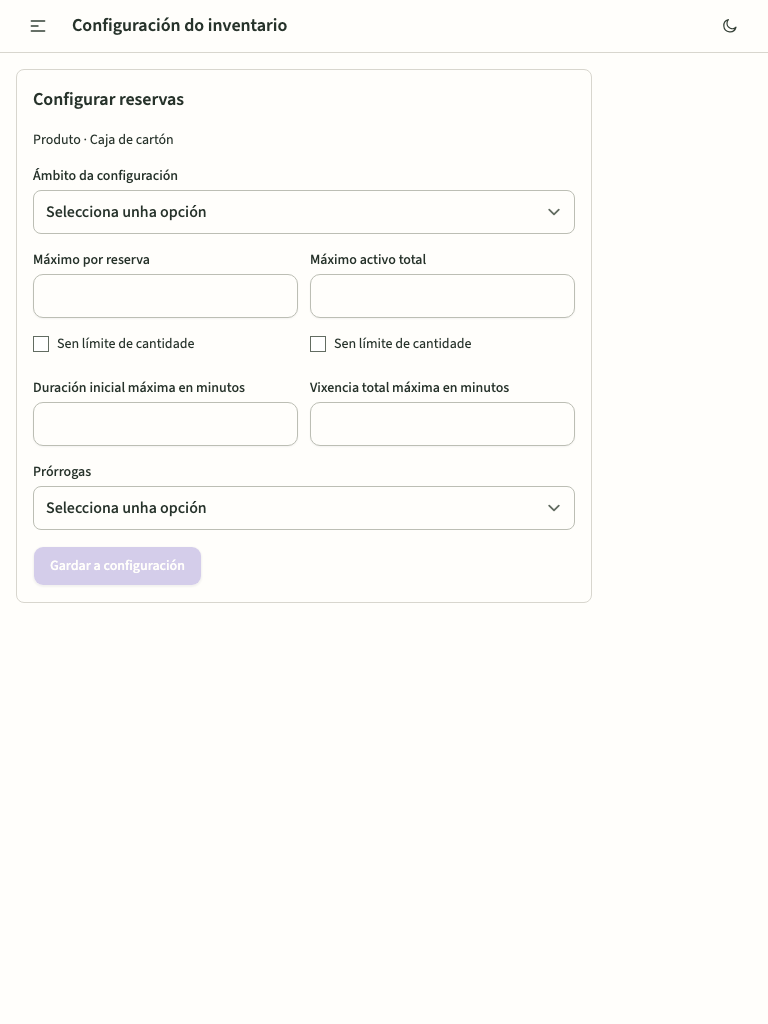 Configuración do inventario
Configurar reservas
Produto · Caja de cartón
Ámbito da configuración
Selecciona unha opción
Máximo por reserva
Máximo activo total
Sen límite de cantidade
Sen límite de cantidade
Duración inicial máxima en minutos
Vixencia total máxima en minutos
Prórrogas
Selecciona unha opción
Gardar a configuración